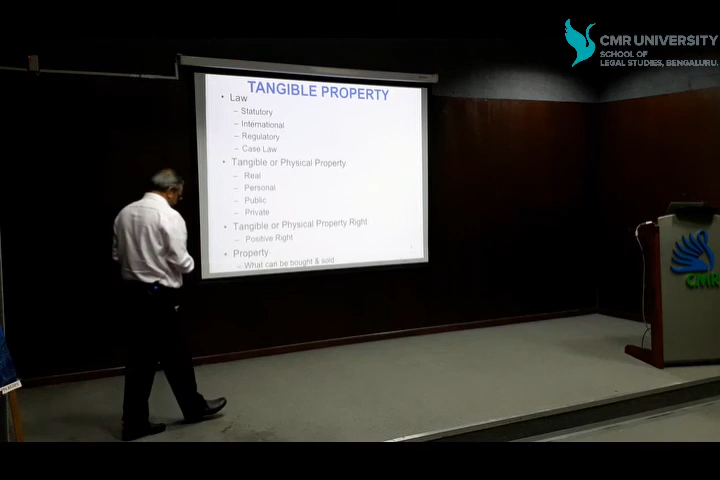 CMR UNIVERSITY
SCHOOL OF
LEGAL STUDIES, BENGALURU.
TANGIBLE PROPERTY
• Law
– Statutory
– International
– Regulatory
– Case Law
• Tangible or Physical Property
– Real
– Personal
– Public
– Private
• Tangible or Physical Property Right
– Positive Right
• Property
– What can be bought & sold
CMR